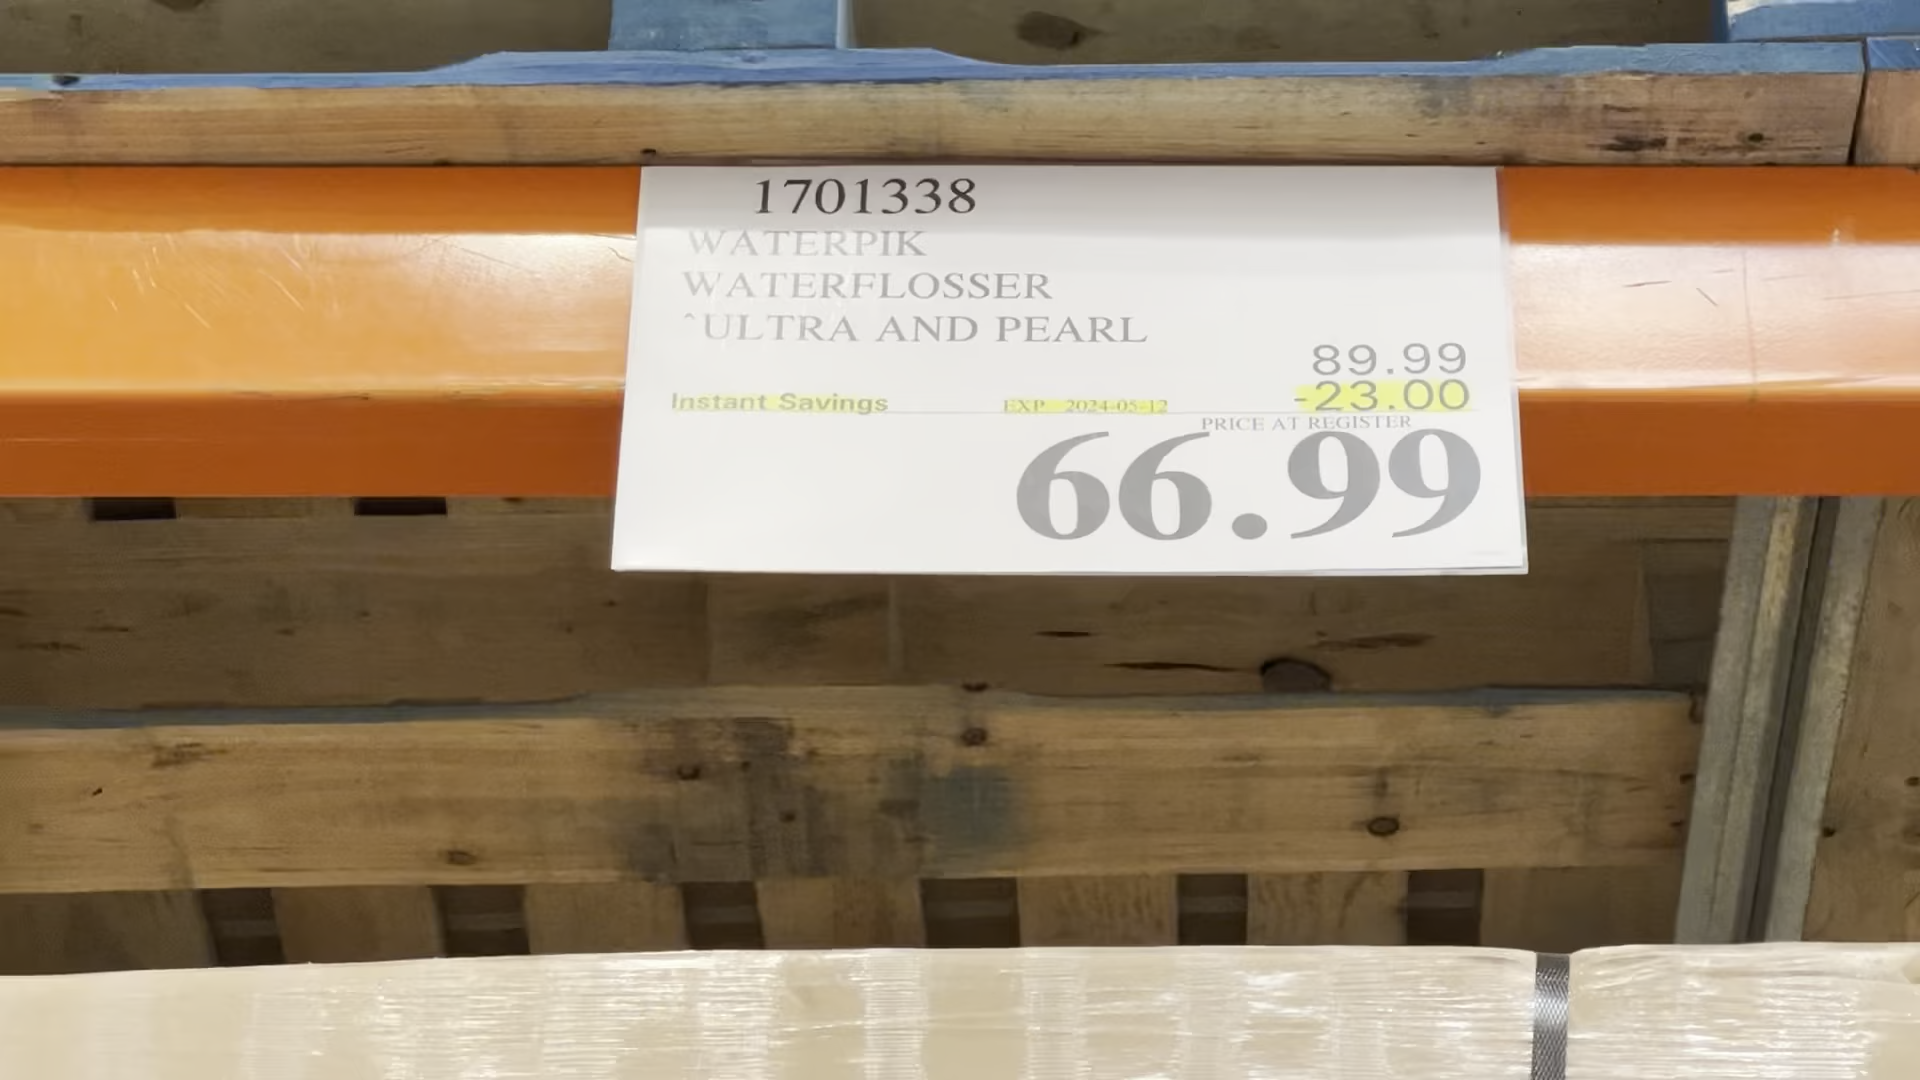 1701338
WATERPIK
WATERFLOSSER
^ULTRA AND PEARL
89.99
Instant Savings EXP 2024-05-12 -23.00
PRICE AT REGISTER
66.99